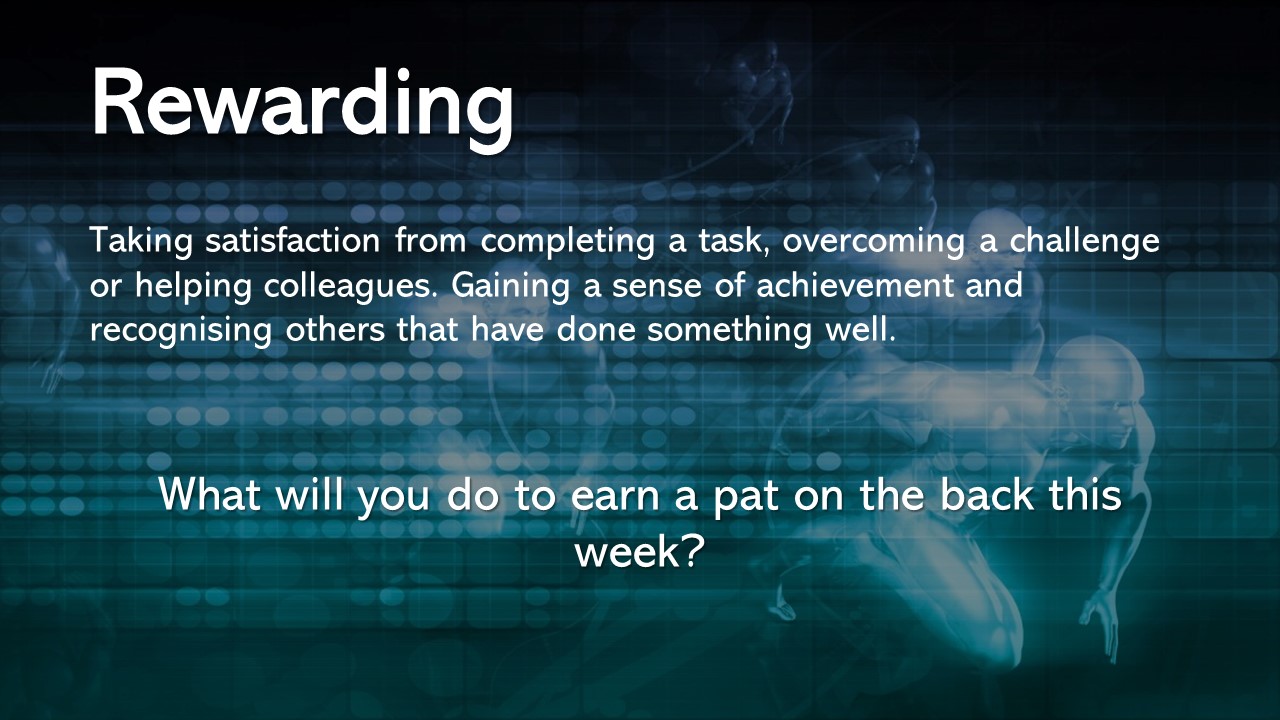 Rewarding
Taking satisfaction from completing a task, overcoming a challenge
or helping colleagues. Gaining a sense of achievement and
recognising others that have done something well.
What will you do to earn a pat on the back this
week?